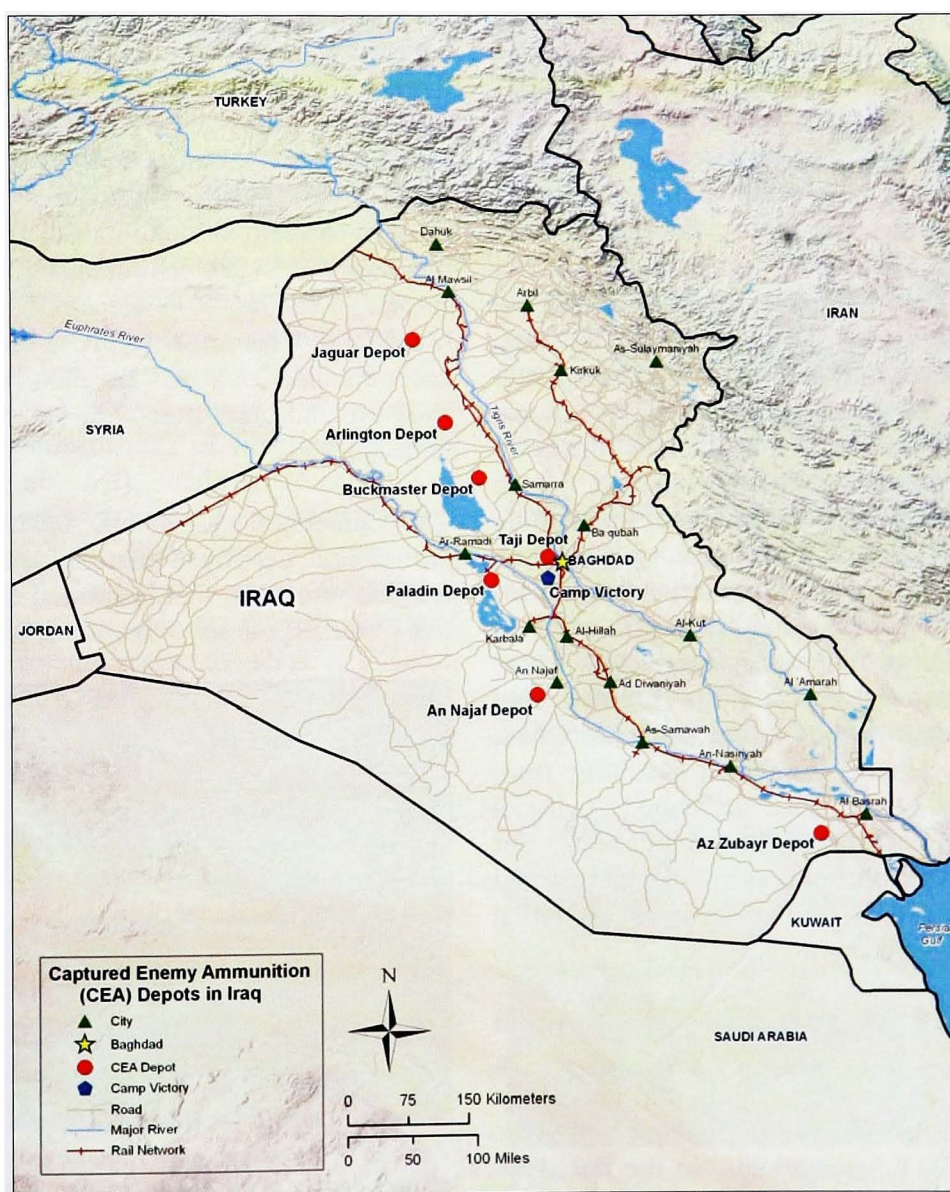 TURKEY
Dahuk
Al Mawsil
Arbil
IRAN
Euphrates River
Jaguar Depot
As-Sulaymaniyah
Kirkuk
SYRIA
Arlington Depot
Tigris River
Buckmaster Depot
Samarra
Ba qubah
Ar-Ramadi
Taji Depot
BAGHDAD
Paladin Depot
Camp Victory
IRAQ
JORDAN
Karbala
Al-Hillah
Al-Kut
An Najaf
Ad Diwaniyah
Al 'Amarah
An Najaf Depot
As-Samawah
An-Nasiriyah
Al Basrah
Az Zubayr Depot
KUWAIT
Gulf
SAUDI ARABIA
Captured Enemy Ammunition
(CEA) Depots in Iraq
City
Baghdad
CEA Depot
Camp Victory
Road
Major River
Rail Network
N
0 75 150 Kilometers
0 50 100 Miles